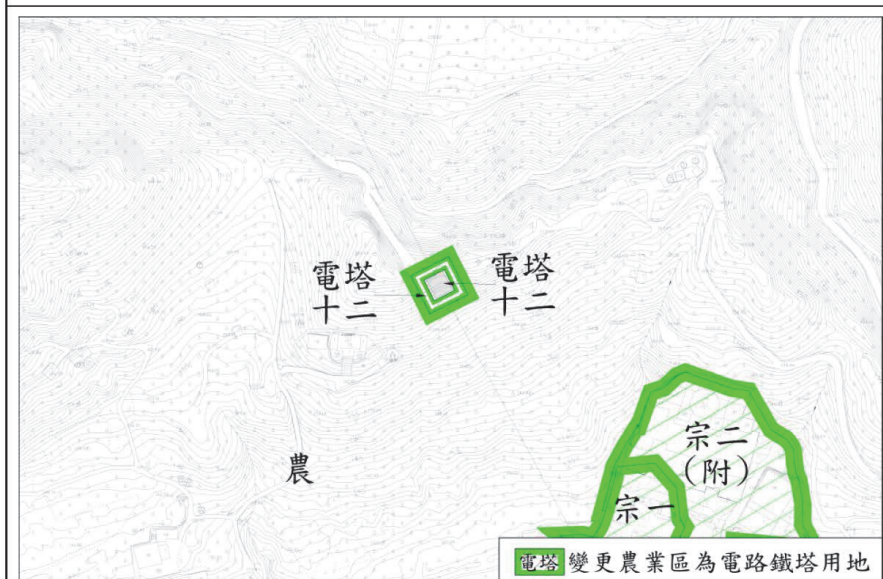 電塔
十二
電塔
十二
農
宗二
(附)
宗一
電塔 變更農業區為電路鐵塔用地